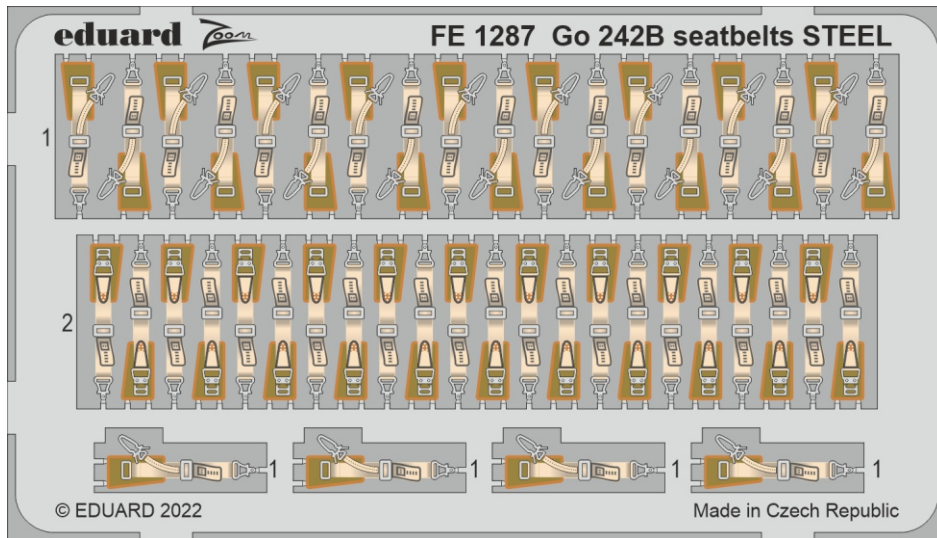 eduard Zoom FE 1287 Go 242B seatbelts STEEL
1
2
1 1 1 1
© EDUARD 2022 Made in Czech Republic